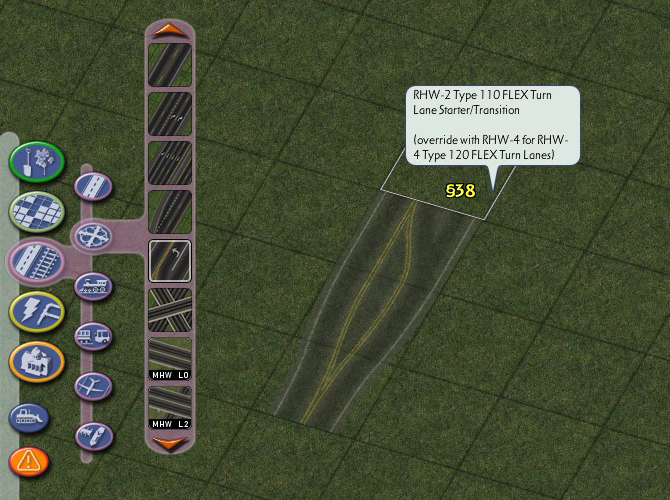 RHW-2 Type 110 FLEX Turn
Lane Starter/Transition
(override with RHW-4 for RHW-
4 Type 120 FLEX Turn Lanes)
§38
MHW L0
MHW L2